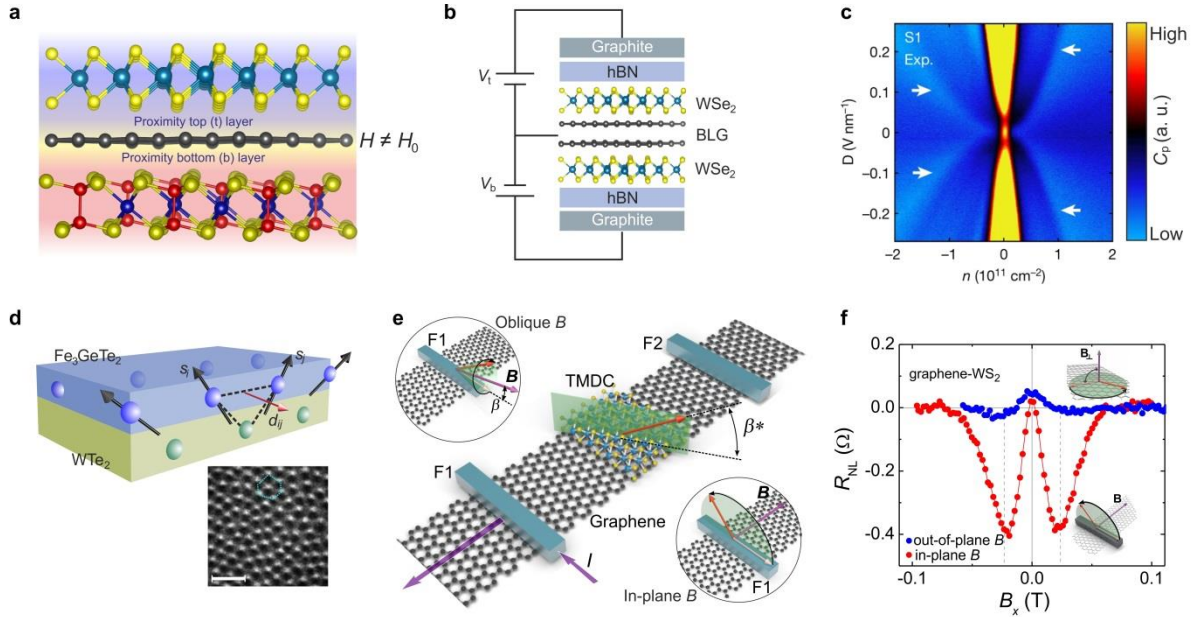 a
Proximity top (t) layer
Proximity bottom (b) layer
H ≠ H₀
b
Graphite
hBN
WSe₂
BLG
WSe₂
hBN
Graphite
Vₜ
V_b
c
S1
Exp.
0.2
0.1
0
−0.1
−0.2
D (V nm⁻¹)
−2
−1
0
1
2
n (10¹¹ cm⁻²)
High
Cₚ (a. u.)
Low
d
Fe₃GeTe₂
Sᵢ
Sⱼ
dᵢⱼ
WTe₂
e
Oblique B
F1
B
β
F2
TMDC
β*
F1
Graphene
I
B
F1
In-plane B
f
graphene-WS₂
B⊥
B
0.2
0.0
-0.2
-0.4
R_NL (Ω)
out-of-plane B
in-plane B
-0.1
0.0
0.1
Bₓ (T)